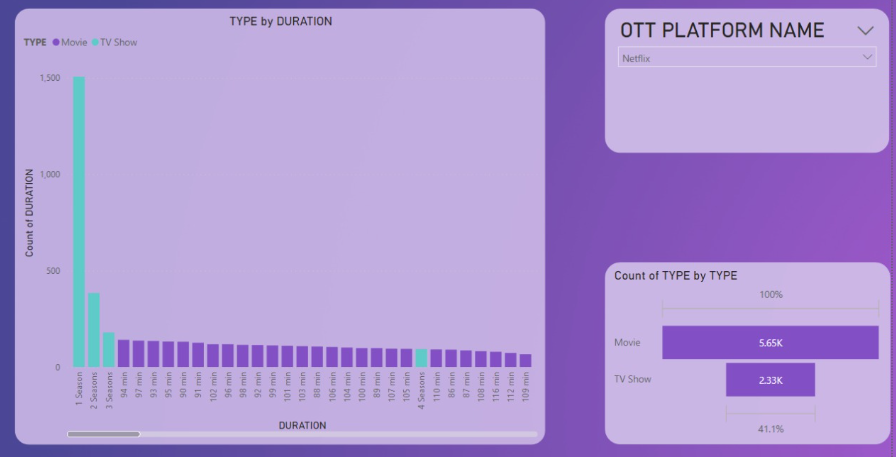 TYPE by DURATION
TYPE Movie TV Show
1,500
1,000
500
0
Count of DURATION
1 Season
2 Seasons
3 Seasons
94 min
97 min
93 min
95 min
90 min
91 min
102 min
96 min
98 min
92 min
99 min
101 min
103 min
88 min
106 min
104 min
100 min
89 min
107 min
105 min
4 Seasons
110 min
86 min
87 min
108 min
116 min
112 min
109 min
DURATION
OTT PLATFORM NAME
Netflix
Count of TYPE by TYPE
100%
Movie
5.65K
TV Show
2.33K
41.1%